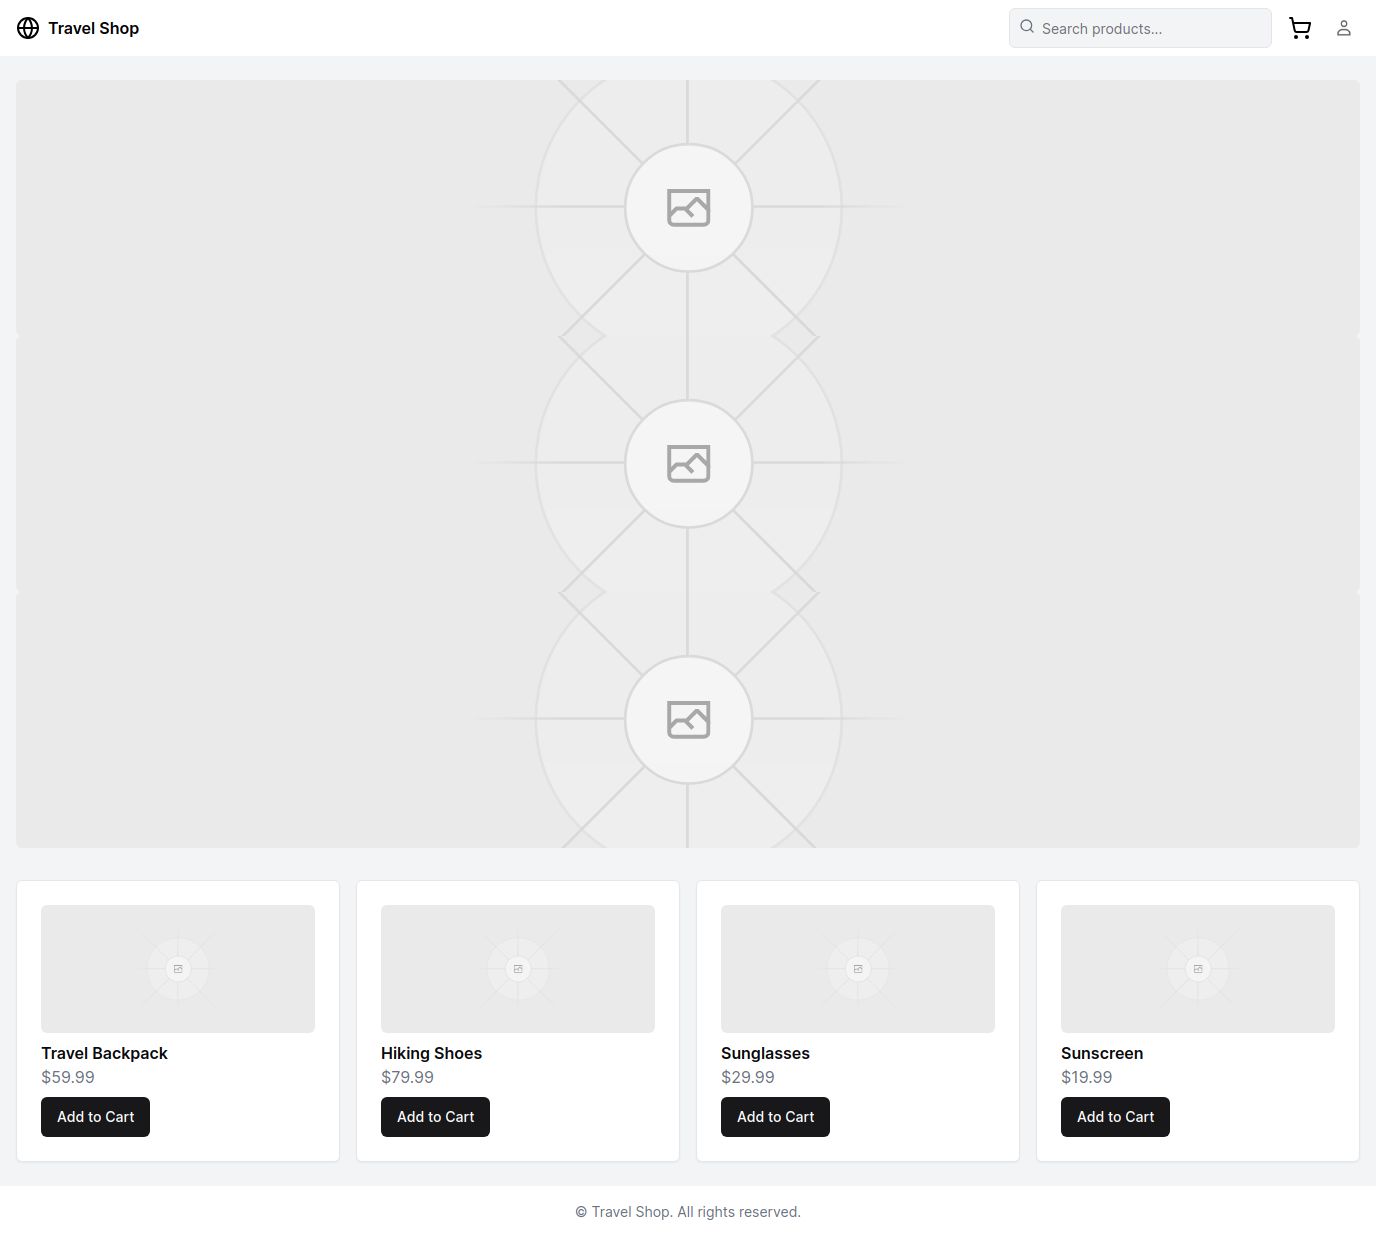 Travel Shop
Search products...
Travel Backpack
$59.99
Add to Cart
Hiking Shoes
$79.99
Add to Cart
Sunglasses
$29.99
Add to Cart
Sunscreen
$19.99
Add to Cart
© Travel Shop. All rights reserved.